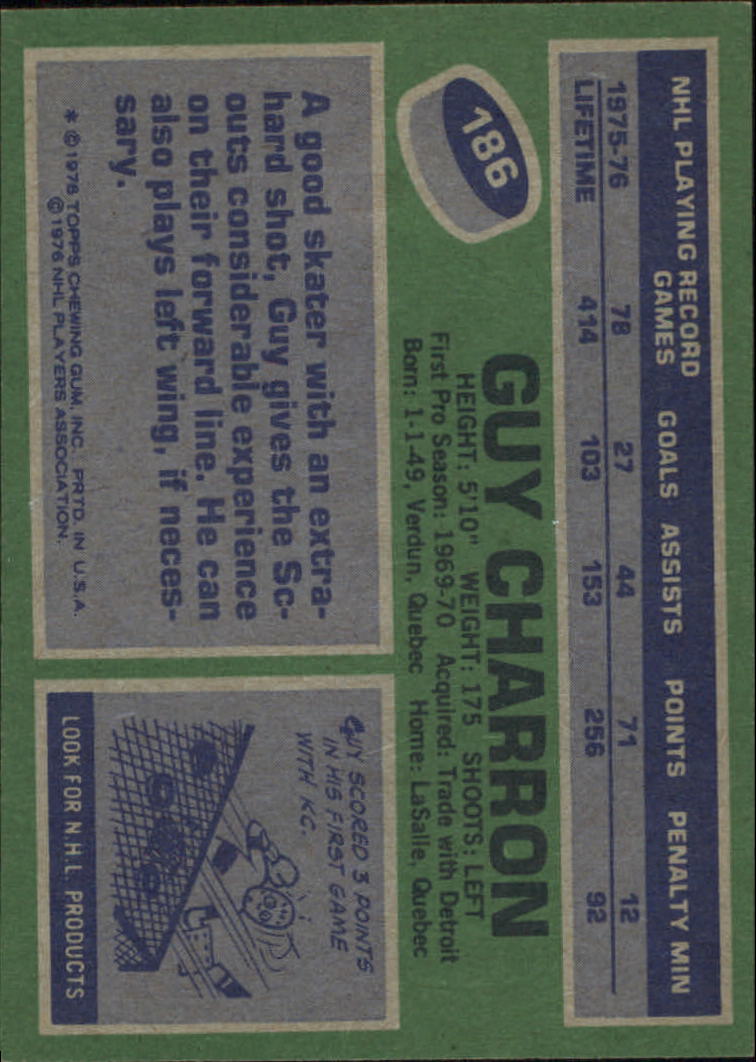 NHL PLAYING RECORD
GAMES GOALS ASSISTS POINTS PENALTY MIN
1975-76 78 27 44 71 12
LIFETIME 414 103 153 256 92
186
GUY CHARRON
HEIGHT: 5'10" WEIGHT: 175 SHOOTS: LEFT
First Pro Season: 1969-70 Acquired: Trade with Detroit
Born: 1-1-49, Verdun, Quebec Home: LaSalle, Quebec
A good skater with an extra-
hard shot, Guy gives the Sc-
outs considerable experience
on their forward line. He can
also plays left wing, if neces-
sary.
* © 1976 TOPPS CHEWING GUM, INC. PRTD. IN U.S.A.
© 1976 NHL PLAYERS ASSOCIATION.
GUY SCORED 3 POINTS
IN HIS FIRST GAME
WITH KC.
LOOK FOR N.H.L. PRODUCTS